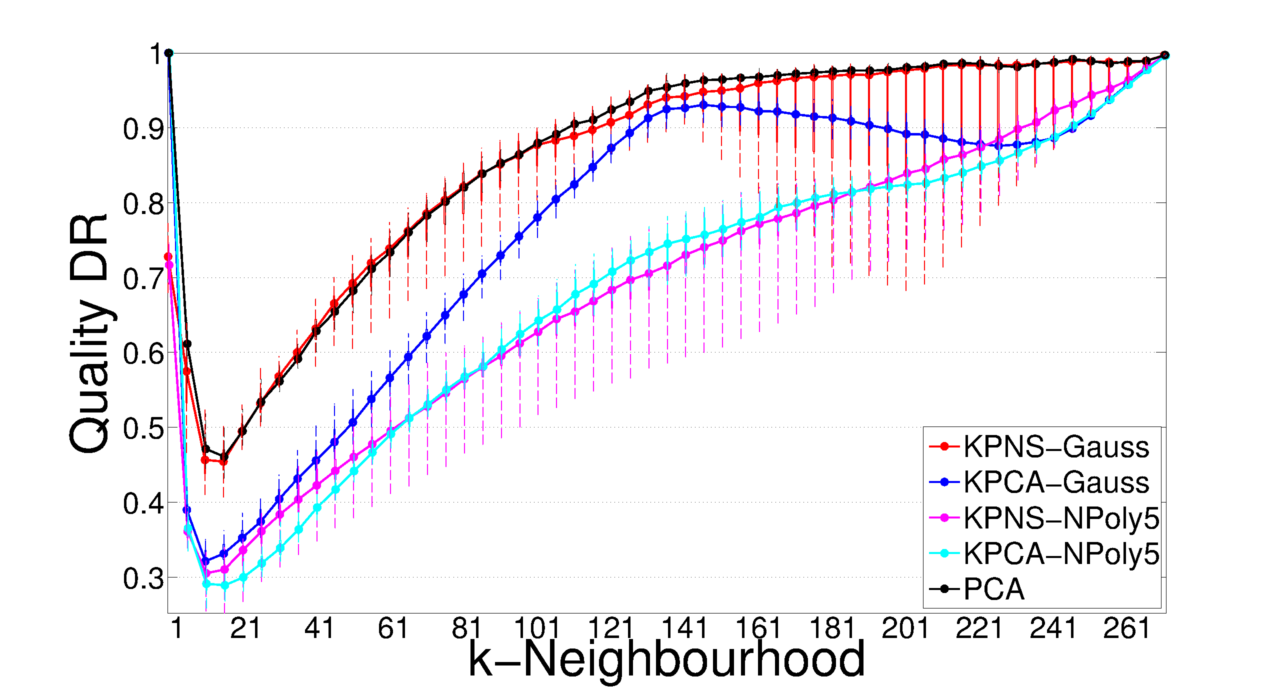 1
0.9
0.8
0.7
0.6
0.5
0.4
0.3
Quality DR
KPNS−Gauss
KPCA−Gauss
KPNS−NPoly5
KPCA−NPoly5
PCA
1 21 41 61 81 101 121 141 161 181 201 221 241 261
k−Neighbourhood